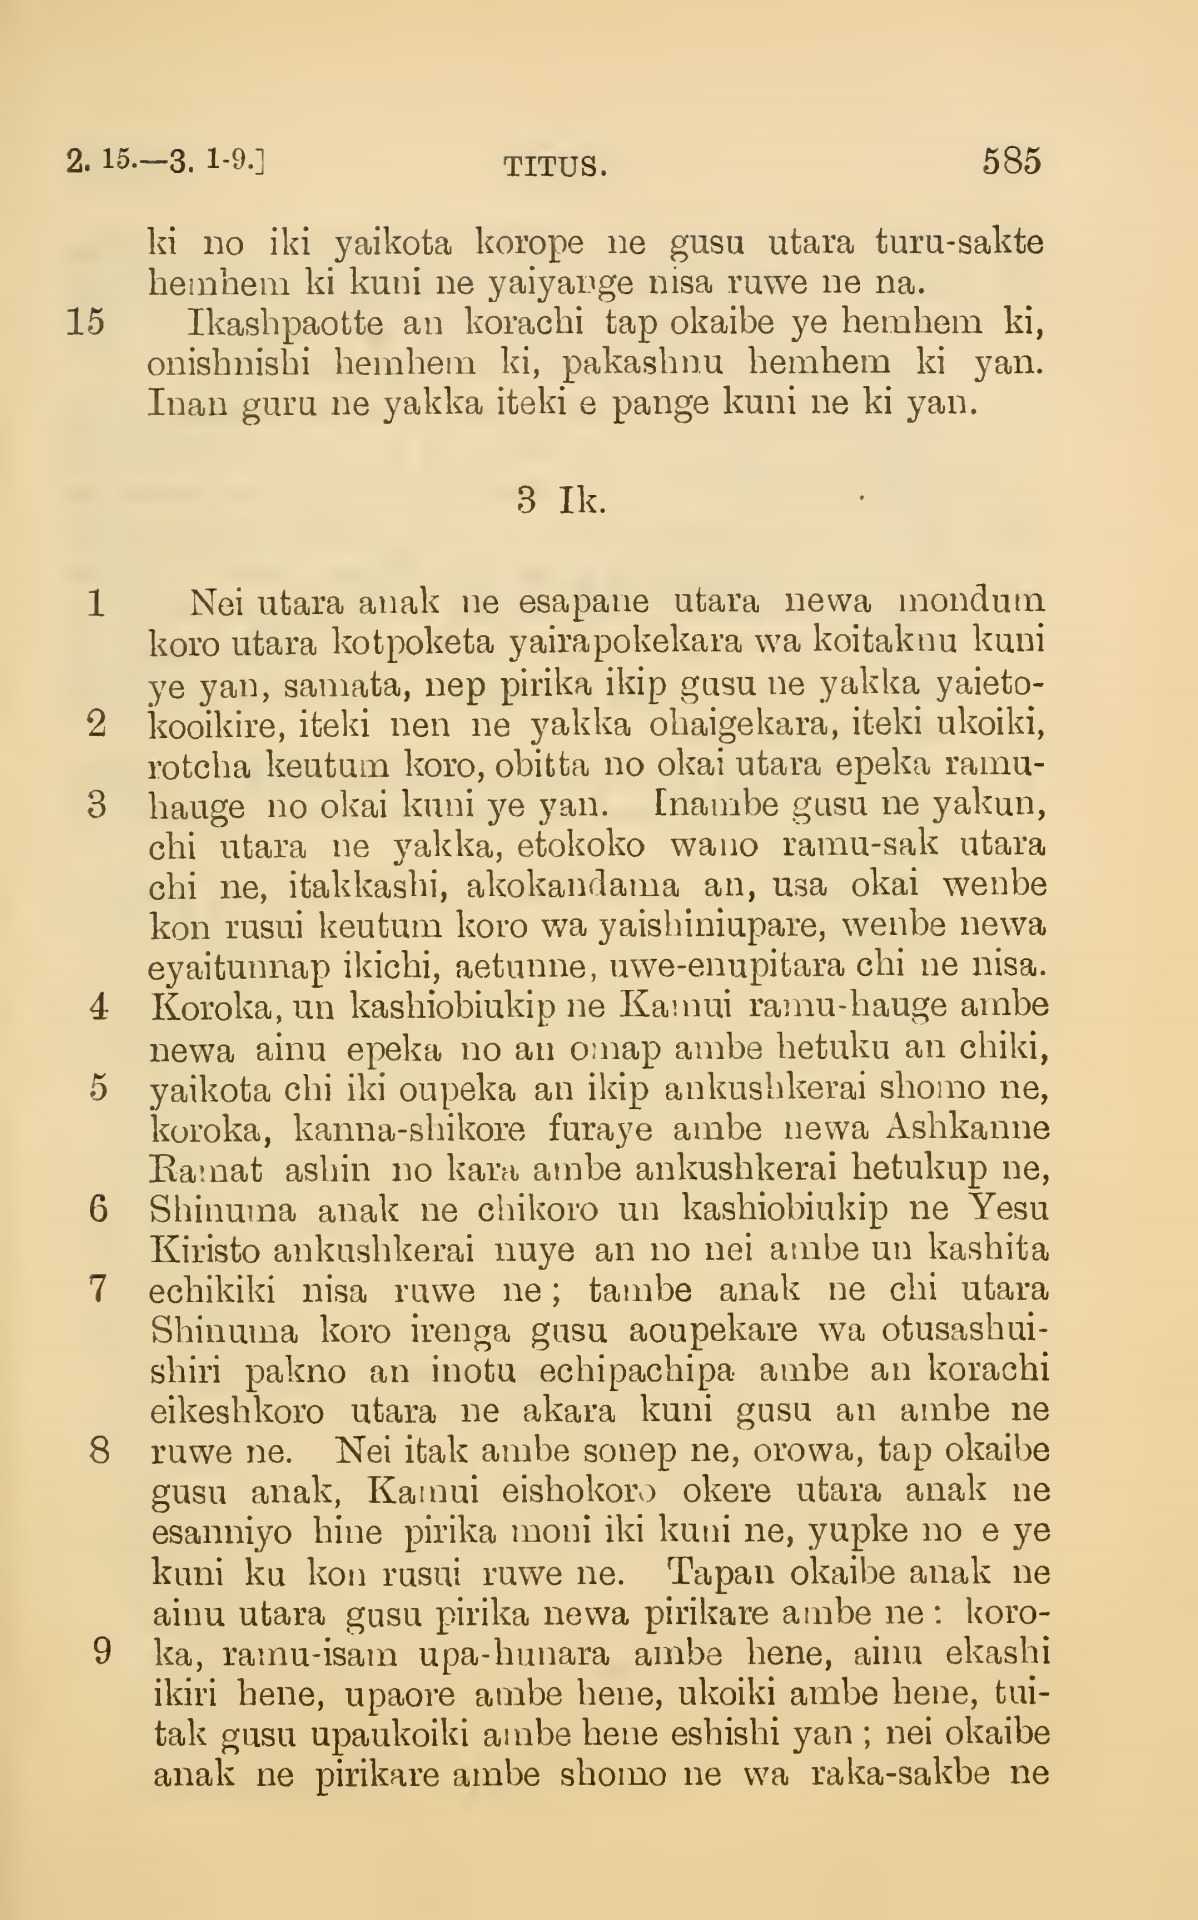 2. 15.—3. 1-9.] TITUS. 585
ki no iki yaikota korope ne gusu utara turu-sakte
hemhem ki kuni ne yaiyange nisa ruwe ne na.
15 Ikashpaotte an korachi tap okaibe ye hemhem ki,
onishnishi hemhem ki, pakashnu hemhem ki yan.
Inan guru ne yakka iteki e pange kuni ne ki yan.
3 Ik.
1 Nei utara anak ne esapane utara newa mondum
koro utara kotpoketa yairapokekara wa koitaknu kuni
ye yan, samata, nep pirika ikip gusu ne yakka yaieto-
2 kooikire, iteki nen ne yakka ohaigekara, iteki ukoiki,
rotcha keutum koro, obitta no okai utara epeka ramu-
3 hauge no okai kuni ye yan. Inambe gusu ne yakun,
chi utara ne yakka, etokoko wano ramu-sak utara
chi ne, itakkashi, akokandama an, usa okai wenbe
kon rusui keutum koro wa yaishiniupare, wenbe newa
eyaitunnap ikichi, aetunne, uwe-enupitara chi ne nisa.
4 Koroka, un kashiobiukip ne Kamui ramu-hauge ambe
newa ainu epeka no an omap ambe hetuku an chiki,
5 yaikota chi iki oupeka an ikip ankushkerai shomo ne,
koroka, kanna-shikore furaye ambe newa Ashkanne
Ramat ashin no kara ambe ankushkerai hetukup ne,
6 Shinuma anak ne chikoro un kashiobiukip ne Yesu
Kiristo ankushkerai nuye an no nei ambe un kashita
7 echikiki nisa ruwe ne ; tambe anak ne chi utara
Shinuma koro irenga gusu aoupekare wa otusashui-
shiri pakno an inotu echipachipa ambe an korachi
eikeshkoro utara ne akara kuni gusu an ambe ne
8 ruwe ne. Nei itak ambe sonep ne, orowa, tap okaibe
gusu anak, Kamui eishokoro okere utara anak ne
esanniyo hine pirika moni iki kuni ne, yupke no e ye
kuni ku kon rusui ruwe ne. Tapan okaibe anak ne
ainu utara gusu pirika newa pirikare ambe ne : koro-
9 ka, ramu-isam upa-hunara ambe hene, ainu ekashi
ikiri hene, upaore ambe hene, ukoiki ambe hene, tui-
tak gusu upaukoiki ambe hene eshishi yan ; nei okaibe
anak ne pirikare ambe shomo ne wa raka-sakbe ne